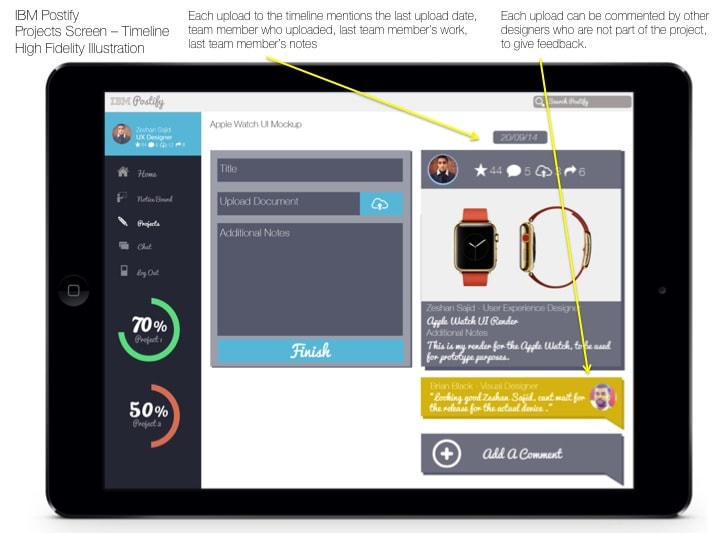 IBM Postify
Projects Screen – Timeline
High Fidelity Illustration
Each upload to the timeline mentions the last upload date,
team member who uploaded, last team member's work,
last team member's notes
Each upload can be commented by other
designers who are not part of the project,
to give feedback.
IBM Postify
Search Postify
Zeshan Sajid
UX Designer
44 5 12 6
Home
Notice Board
Projects
Chat
Log Out
70%
Project 1
50%
Project 2
Apple Watch UI Mockup
Title
Upload Document
Additional Notes
Finish
20/09/14
44 5 3 6
Zeshan Sajid - User Experience Designer
Apple Watch UI Render
Additional Notes
This is my render for the Apple Watch, to be used
for prototype purposes.
Brian Black - Visual Designer
"Looking good Zeshan Sajid, cant wait for
the release for the actual device .."
Add A Comment